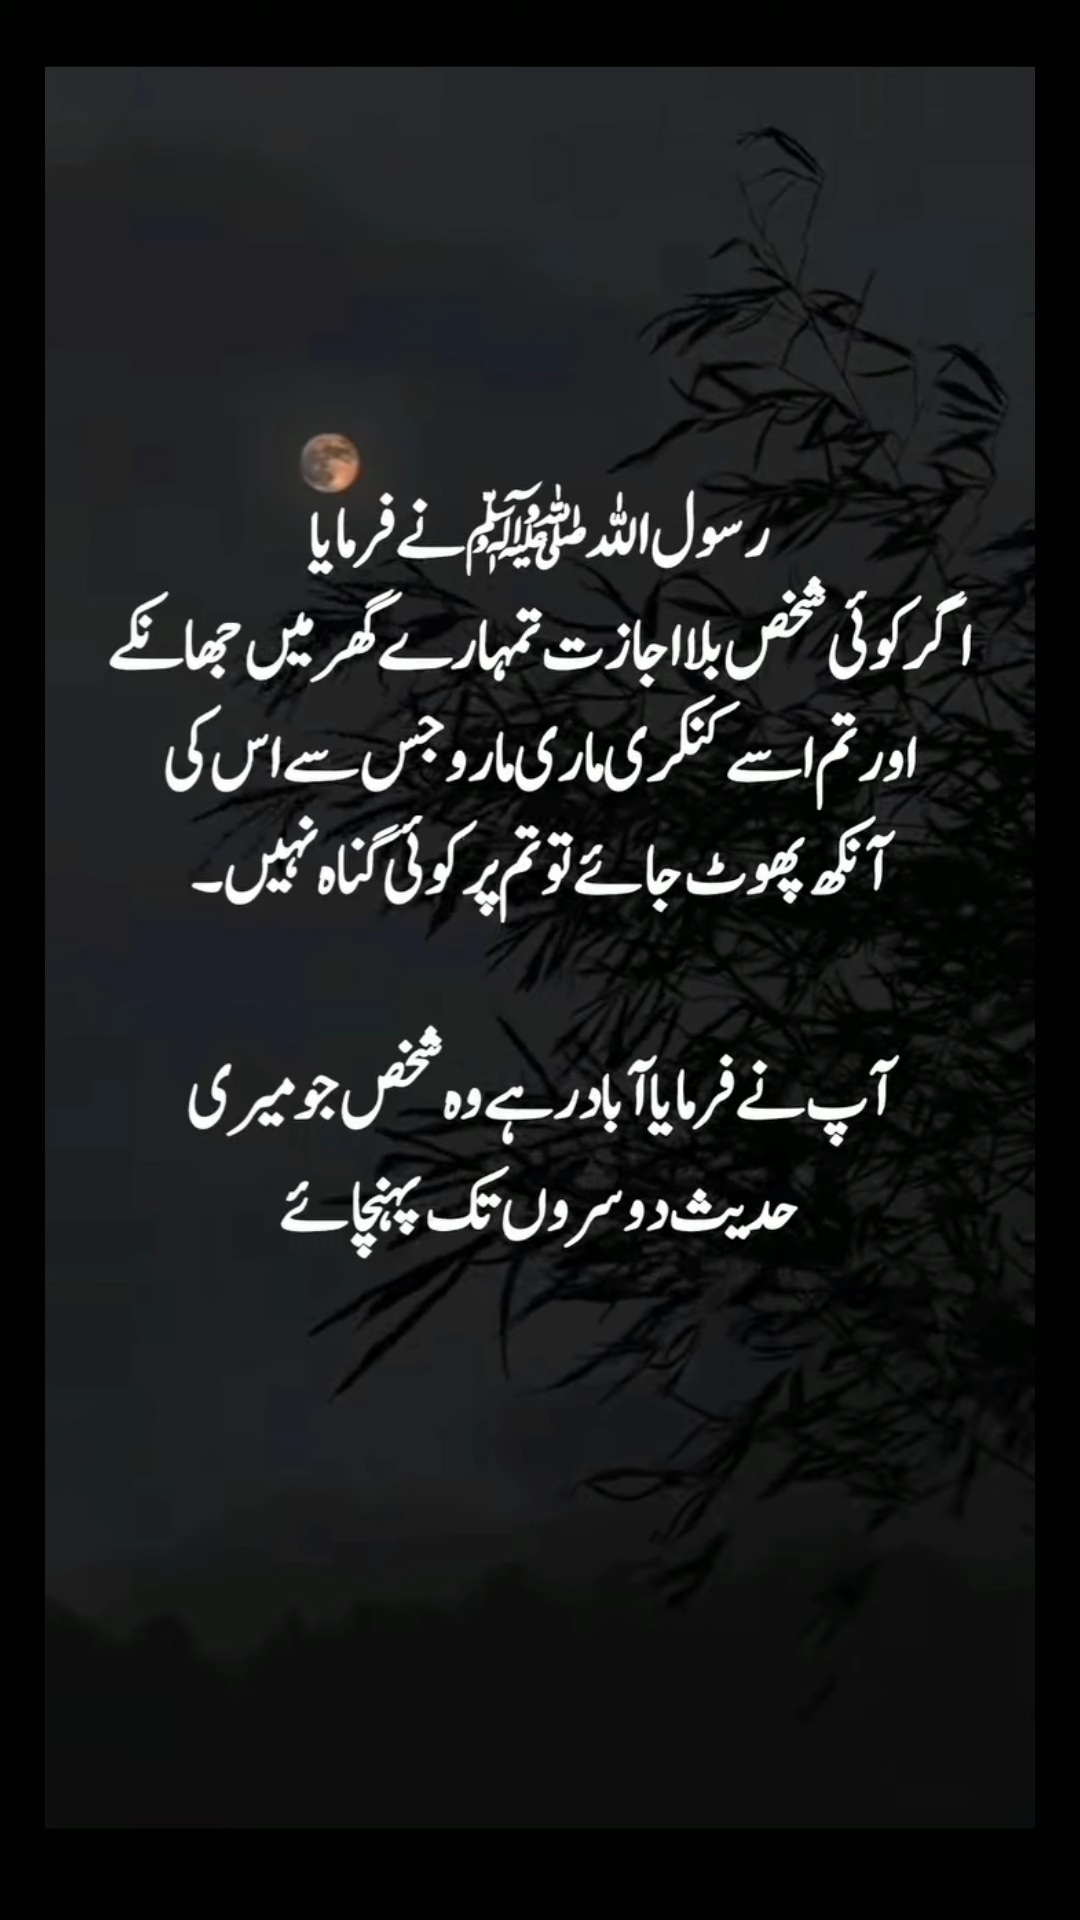 رسول اللہ ﷺ نے فرمایا
اگر کوئی شخص بلا اجازت تمہارے گھر میں جھانکے
اور تم اسے کنکری ماری مارو جس سے اس کی
آنکھ پھوٹ جائے تو تم پر کوئی گناہ نہیں۔
آپ نے فرمایا آباد رہے وہ شخص جو میری
حدیث دوسروں تک پہنچائے